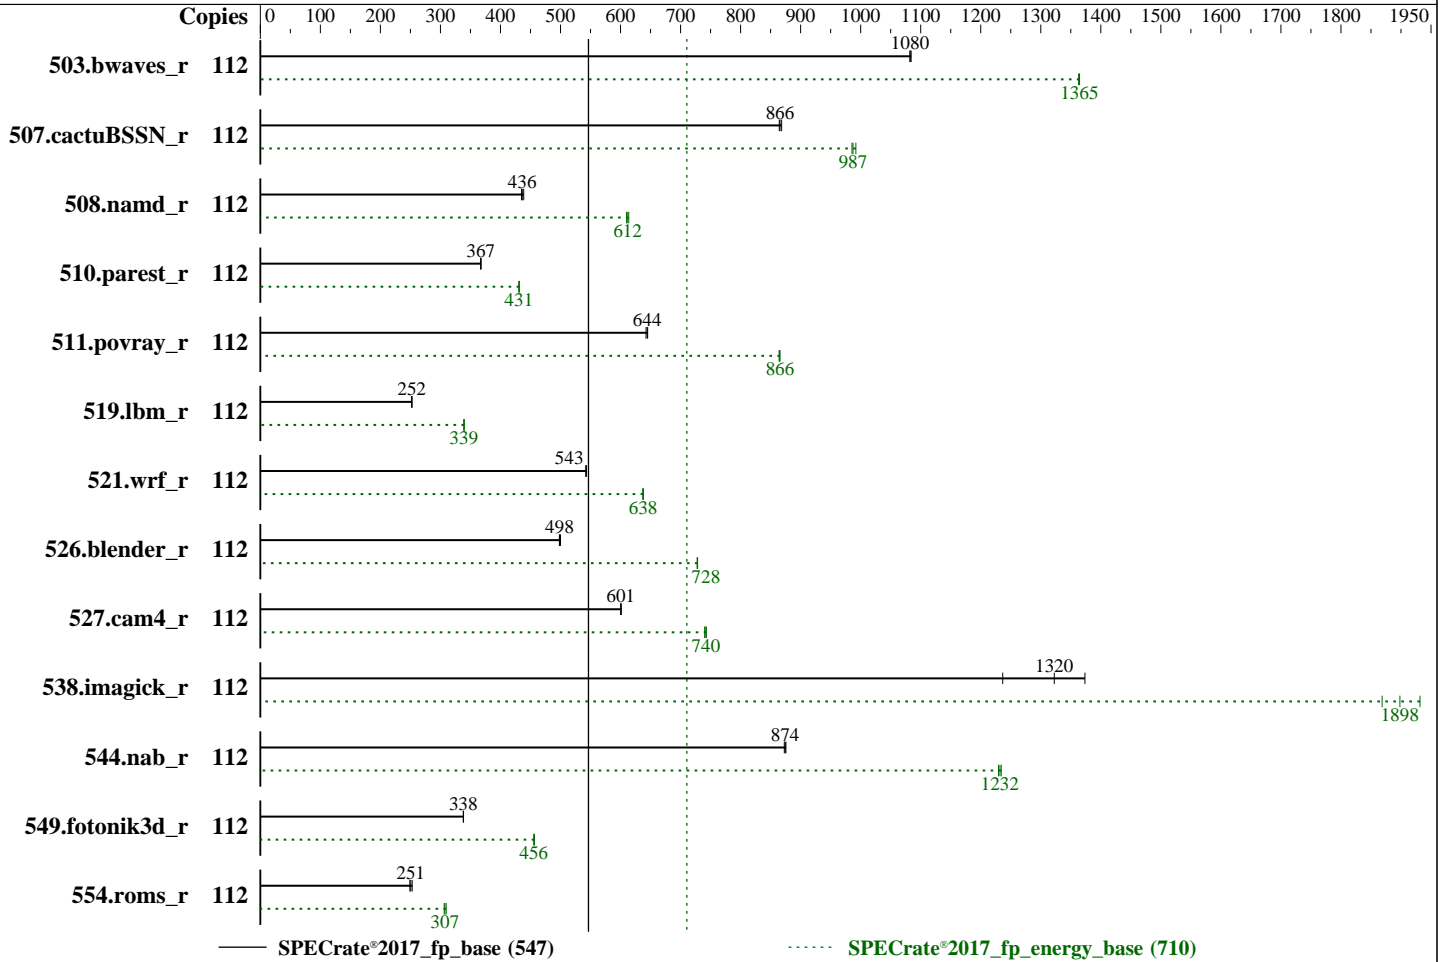 Copies 0 100 200 300 400 500 600 700 800 900 1000 1100 1200 1300 1400 1500 1600 1700 1800 1950
1080
503.bwaves_r 112
1365
866
507.cactuBSSN_r 112
987
436
508.namd_r 112
612
367
510.parest_r 112
431
644
511.povray_r 112
866
252
519.lbm_r 112
339
543
521.wrf_r 112
638
498
526.blender_r 112
728
601
527.cam4_r 112
740
1320
538.imagick_r 112
1898
874
544.nab_r 112
1232
338
549.fotonik3d_r 112
456
251
554.roms_r 112
307
SPECrate®2017_fp_base (547) SPECrate®2017_fp_energy_base (710)